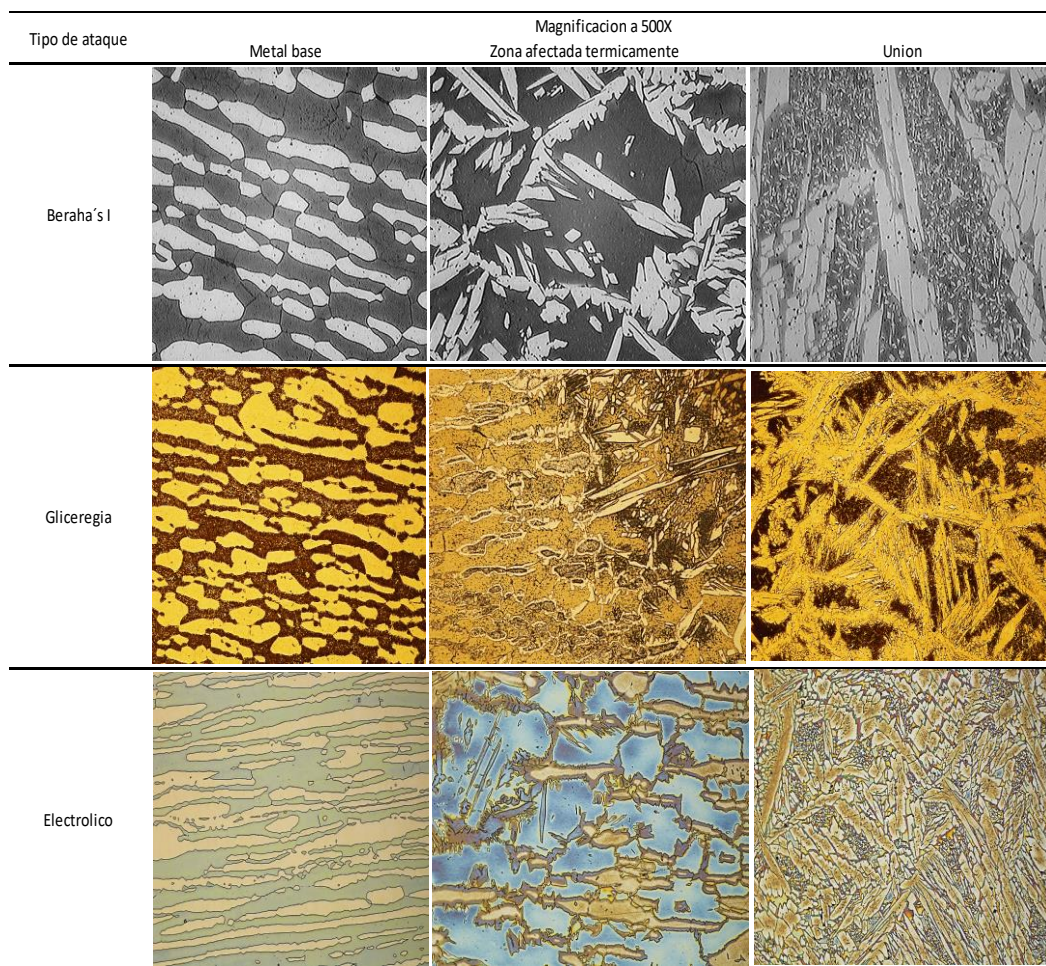 Tipo de ataque
Magnificacion a 500X
Metal base
Zona afectada termicamente
Union
Beraha´s I
Gliceregia
Electrolico